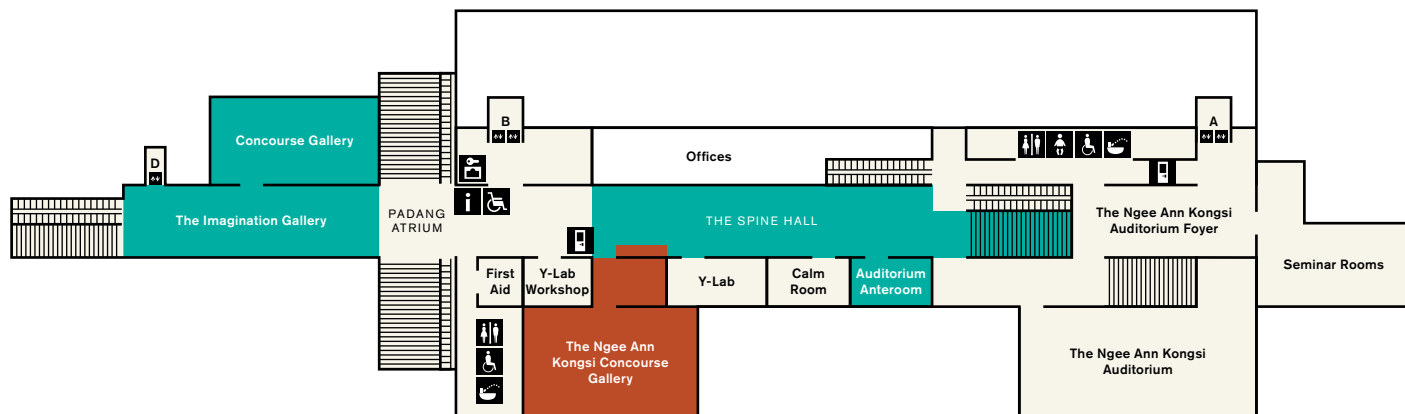 B
A
Concourse Gallery
D
Offices
The Imagination Gallery
PADANG
ATRIUM
i
THE SPINE HALL
The Ngee Ann Kongsi
Auditorium Foyer
Seminar Rooms
First
Aid
Y-Lab
Workshop
Y-Lab
Calm
Room
Auditorium
Anteroom
The Ngee Ann
Kongsi Concourse
Gallery
The Ngee Ann Kongsi
Auditorium